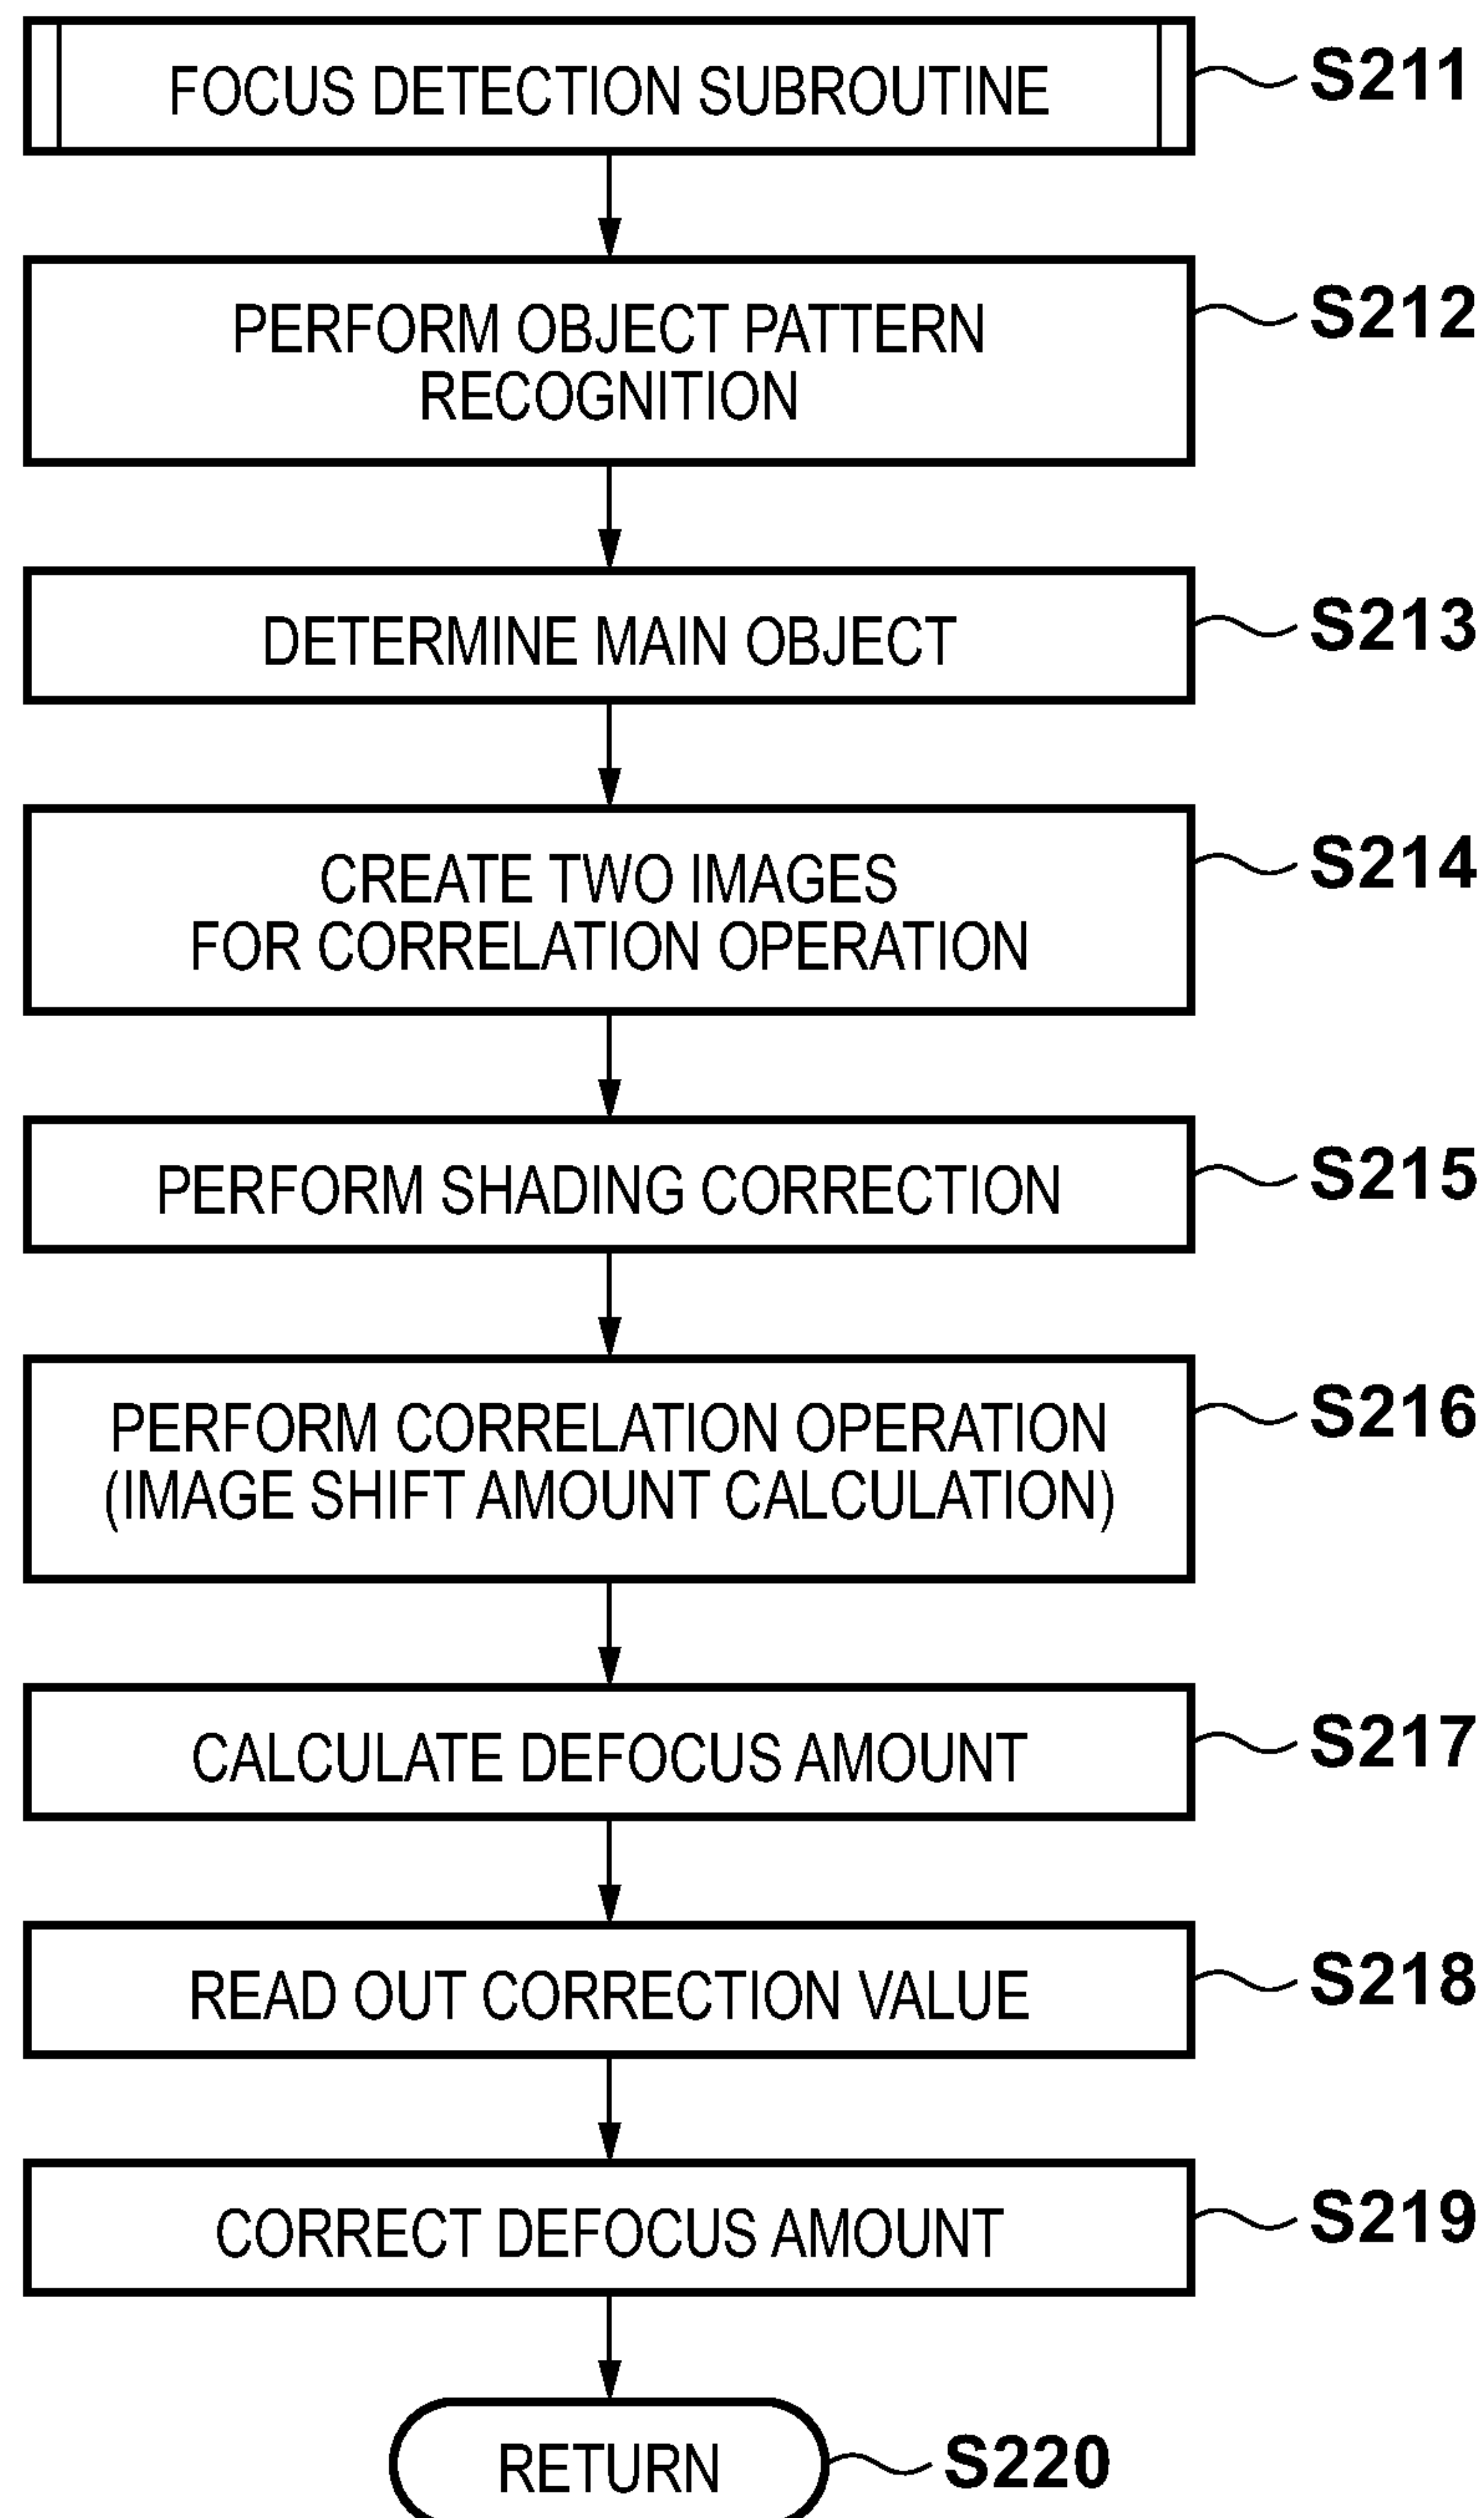 FOCUS DETECTION SUBROUTINE
S211
PERFORM OBJECT PATTERN
RECOGNITION
S212
DETERMINE MAIN OBJECT
S213
CREATE TWO IMAGES
FOR CORRELATION OPERATION
S214
PERFORM SHADING CORRECTION
S215
PERFORM CORRELATION OPERATION
(IMAGE SHIFT AMOUNT CALCULATION)
S216
CALCULATE DEFOCUS AMOUNT
S217
READ OUT CORRECTION VALUE
S218
CORRECT DEFOCUS AMOUNT
S219
RETURN
S220